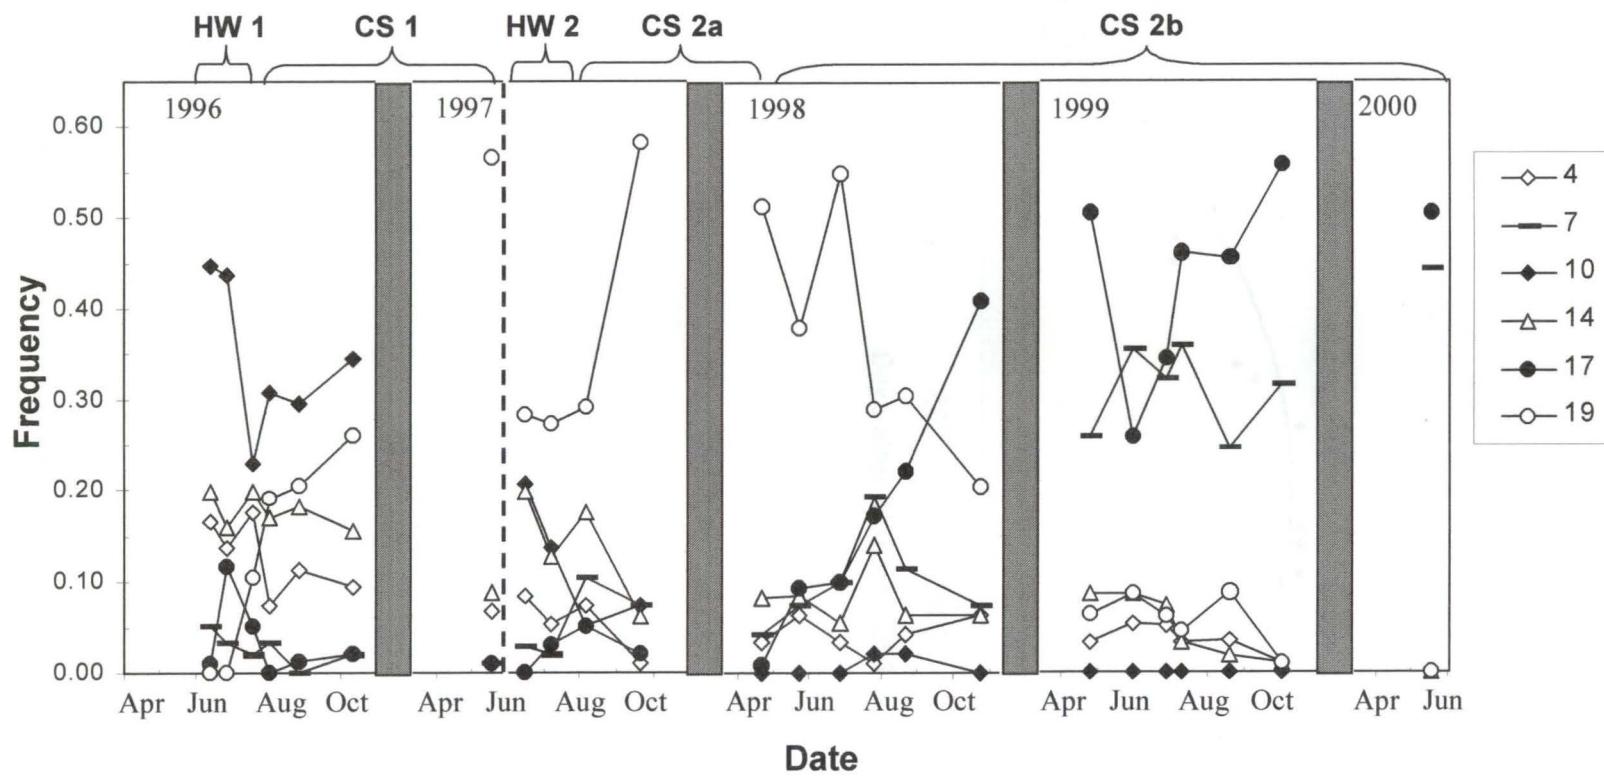 HW 1 CS 1 HW 2 CS 2a CS 2b
1996 1997 1998 1999 2000
0.60
0.50
0.40
0.30
0.20
0.10
0.00
Frequency
Apr Jun Aug Oct Apr Jun Aug Oct Apr Jun Aug Oct Apr Jun Aug Oct Apr Jun
Date
4
7
10
14
17
19